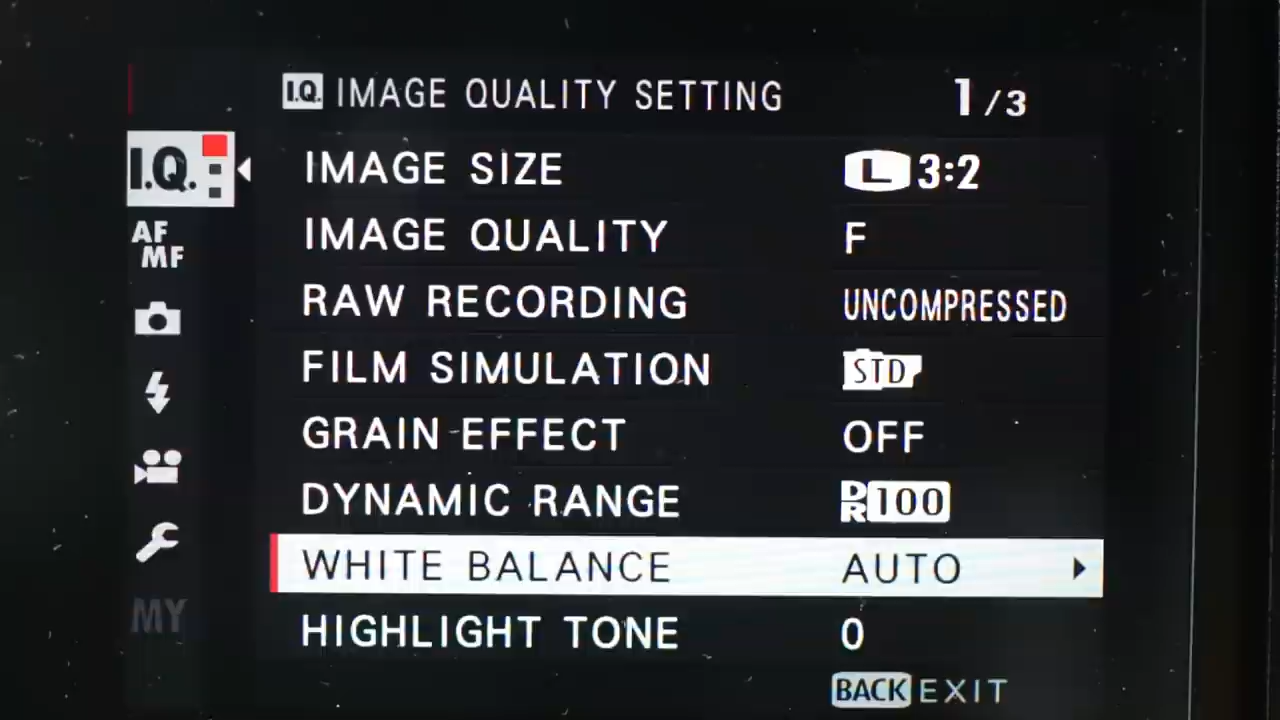 I.Q. IMAGE QUALITY SETTING 1/3
I.Q.
IMAGE SIZE L 3:2
AF MF
IMAGE QUALITY F
RAW RECORDING UNCOMPRESSED
FILM SIMULATION STD
GRAIN EFFECT OFF
DYNAMIC RANGE DR100
WHITE BALANCE AUTO
MY
HIGHLIGHT TONE 0
BACK EXIT